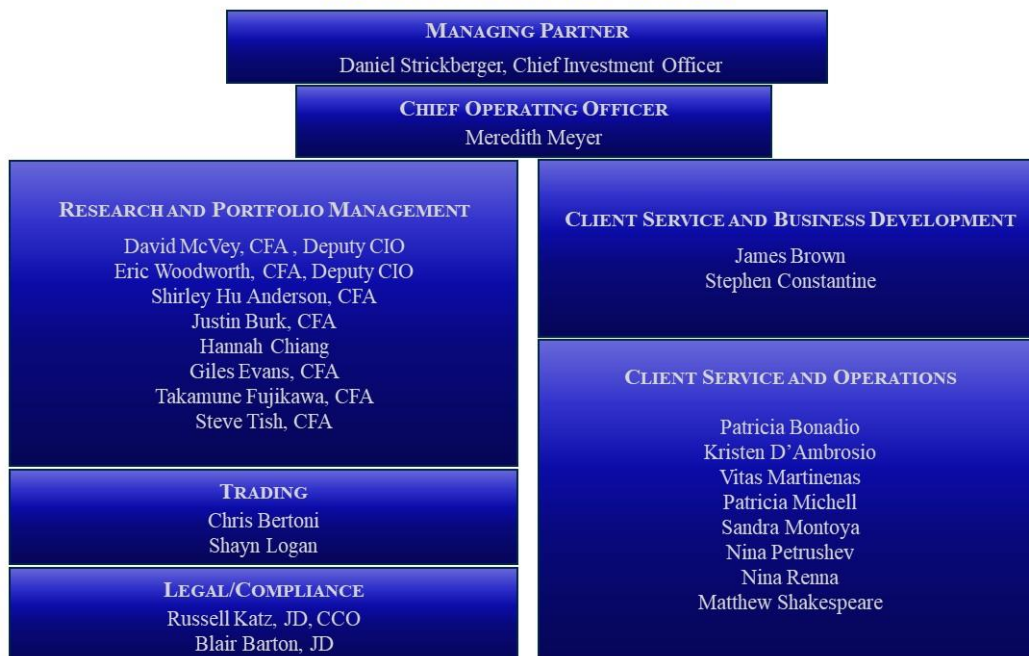 MANAGING PARTNER
Daniel Strickberger, Chief Investment Officer
CHIEF OPERATING OFFICER
Meredith Meyer
RESEARCH AND PORTFOLIO MANAGEMENT
David McVey, CFA , Deputy CIO
Eric Woodworth, CFA, Deputy CIO
Shirley Hu Anderson, CFA
Justin Burk, CFA
Hannah Chiang
Giles Evans, CFA
Takamune Fujikawa, CFA
Steve Tish, CFA
TRADING
Chris Bertoni
Shayn Logan
LEGAL/COMPLIANCE
Russell Katz, JD, CCO
Blair Barton, JD
CLIENT SERVICE AND BUSINESS DEVELOPMENT
James Brown
Stephen Constantine
CLIENT SERVICE AND OPERATIONS
Patricia Bonadio
Kristen D’Ambrosio
Vitas Martinenas
Patricia Michell
Sandra Montoya
Nina Petrushev
Nina Renna
Matthew Shakespeare